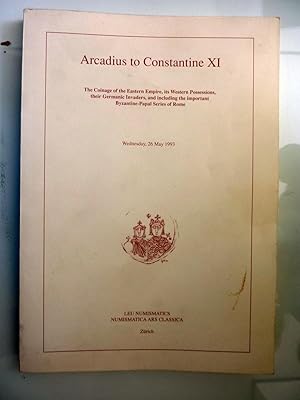 Arcadius to Constantine XI
The Coinage of the Eastern Empire, its Western Possessions,
their Germanic Invaders, and including the important
Byzantine-Papal Series of Rome
Wednesday, 26 May 1993
LEU NUMISMATICS
NUMISMATICA ARS CLASSICA
Zürich